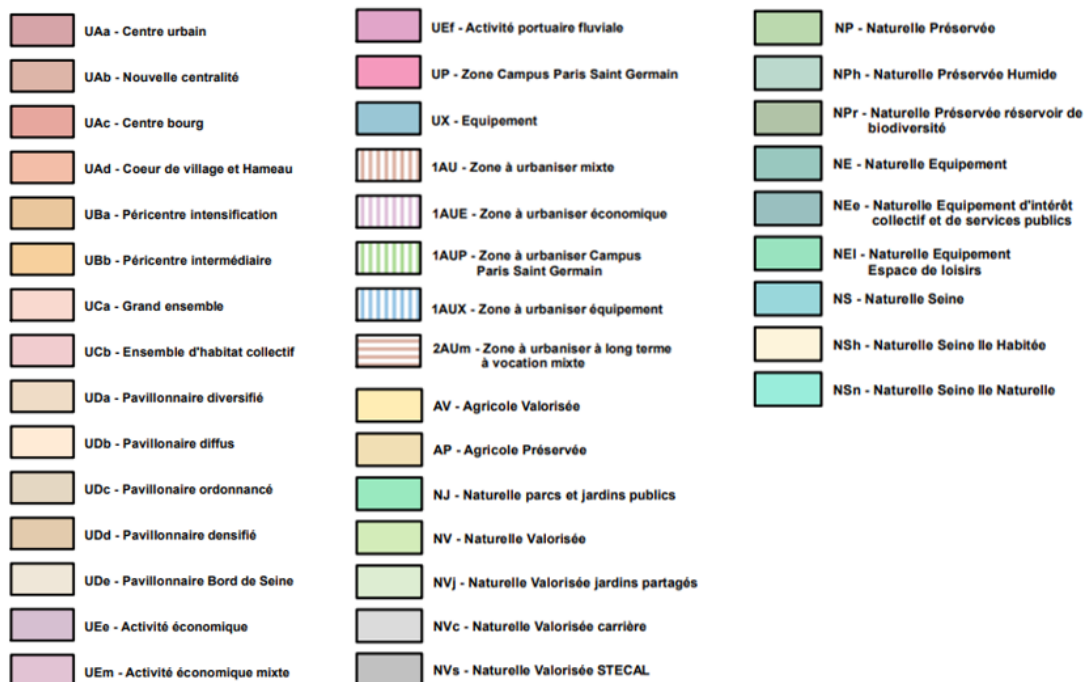 UAa - Centre urbain
UAb - Nouvelle centralité
UAc - Centre bourg
UAd - Coeur de village et Hameau
UBa - Péricentre intensification
UBb - Péricentre intermédiaire
UCa - Grand ensemble
UCb - Ensemble d'habitat collectif
UDa - Pavillonnaire diversifié
UDb - Pavillonaire diffus
UDc - Pavillonaire ordonnancé
UDd - Pavillonnaire densifié
UDe - Pavillonnaire Bord de Seine
UEe - Activité économique
UEm - Activité économique mixte
UEf - Activité portuaire fluviale
UP - Zone Campus Paris Saint Germain
UX - Equipement
1AU - Zone à urbaniser mixte
1AUE - Zone à urbaniser économique
1AUP - Zone à urbaniser Campus
Paris Saint Germain
1AUX - Zone à urbaniser équipement
2AUm - Zone à urbaniser à long terme
à vocation mixte
AV - Agricole Valorisée
AP - Agricole Préservée
NJ - Naturelle parcs et jardins publics
NV - Naturelle Valorisée
NVj - Naturelle Valorisée jardins partagés
NVc - Naturelle Valorisée carrière
NVs - Naturelle Valorisée STECAL
NP - Naturelle Préservée
NPh - Naturelle Préservée Humide
NPr - Naturelle Préservée réservoir de
biodiversité
NE - Naturelle Equipement
NEe - Naturelle Equipement d'intérêt
collectif et de services publics
NEl - Naturelle Equipement
Espace de loisirs
NS - Naturelle Seine
NSh - Naturelle Seine Ile Habitée
NSn - Naturelle Seine Ile Naturelle